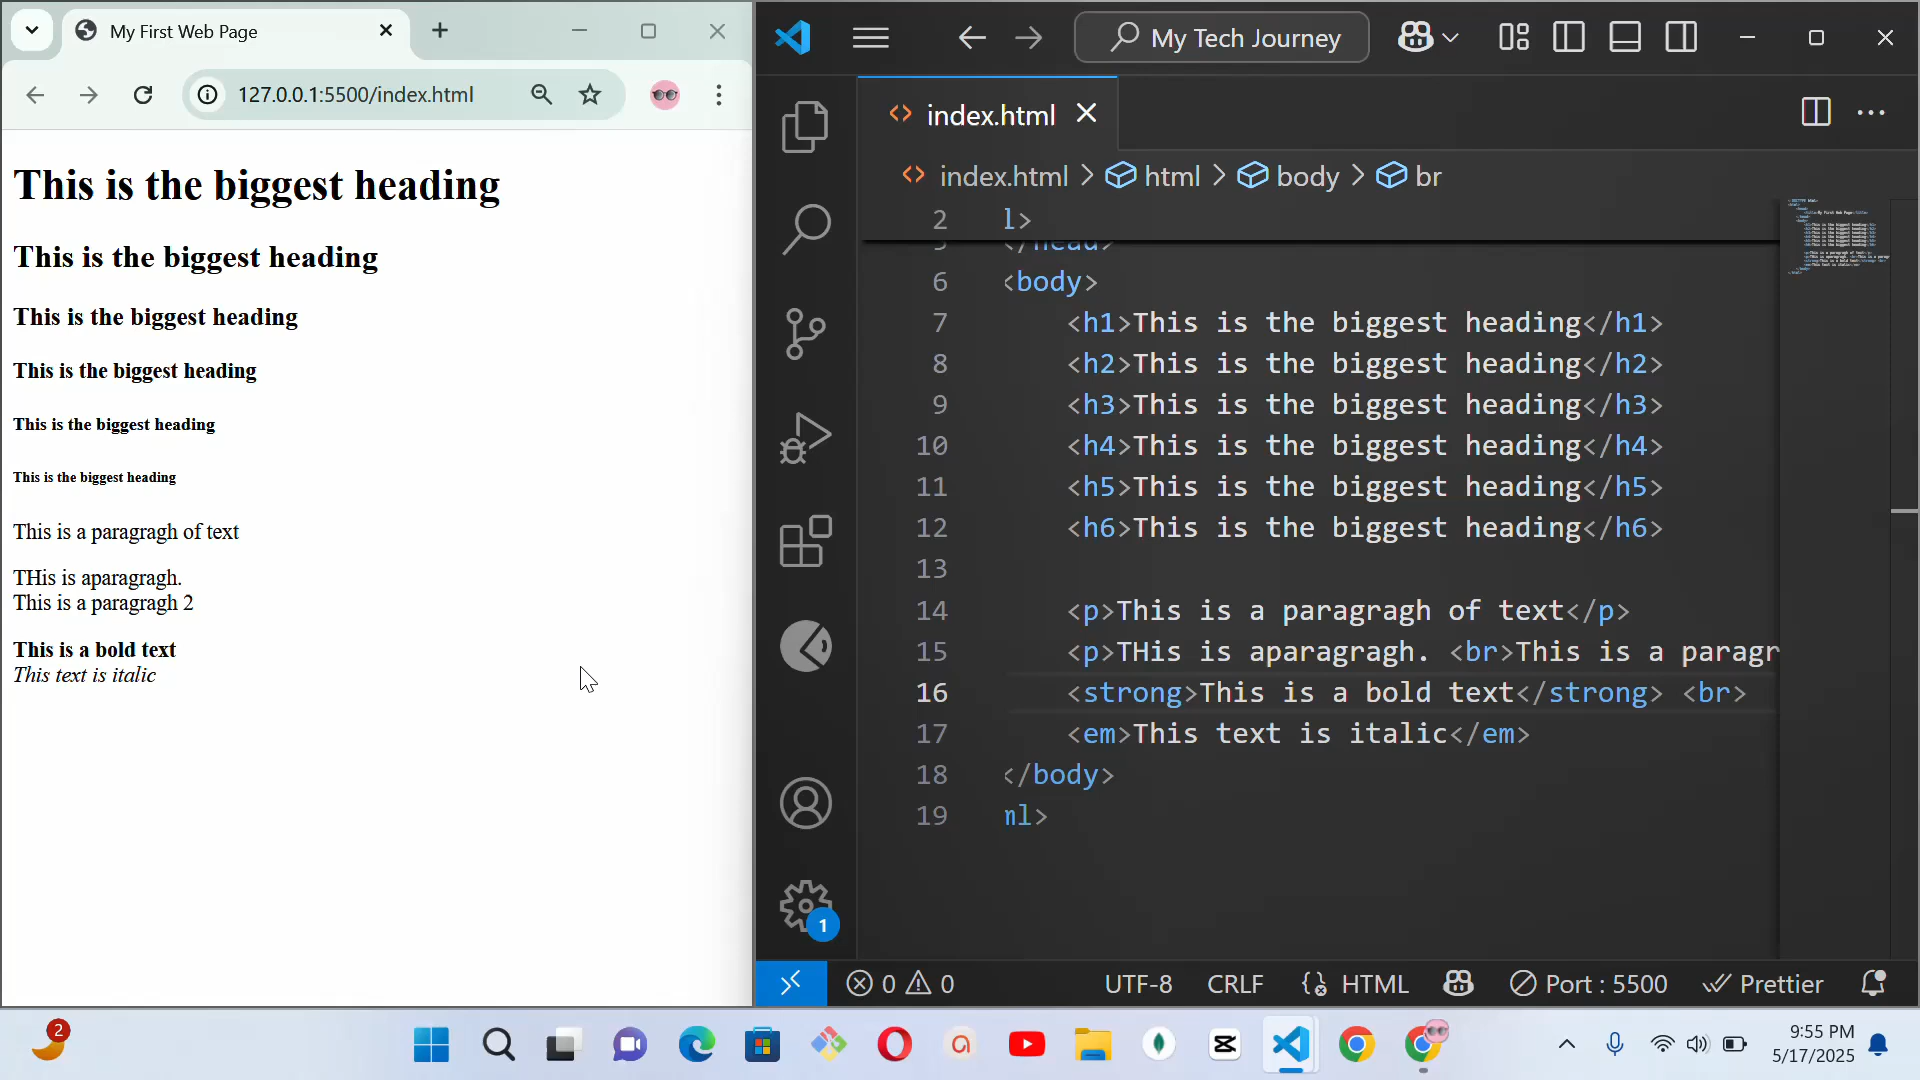 My First Web Page
127.0.0.1:5500/index.html
This is the biggest heading
This is the biggest heading
This is the biggest heading
This is the biggest heading
This is the biggest heading
This is the biggest heading
This is a paragragh of text
THis is aparagragh.
This is a paragragh 2
This is a bold text
This text is italic
My Tech Journey
index.html
index.html > html > body > br
2 l>
5 </head>
6 <body>
7 <h1>This is the biggest heading</h1>
8 <h2>This is the biggest heading</h2>
9 <h3>This is the biggest heading</h3>
10 <h4>This is the biggest heading</h4>
11 <h5>This is the biggest heading</h5>
12 <h6>This is the biggest heading</h6>
13
14 <p>This is a paragragh of text</p>
15 <p>THis is aparagragh. <br>This is a paragr
16 <strong>This is a bold text</strong> <br>
17 <em>This text is italic</em>
18 </body>
19 ml>
1
0 0 UTF-8 CRLF HTML Port : 5500 Prettier
2
9:55 PM
5/17/2025